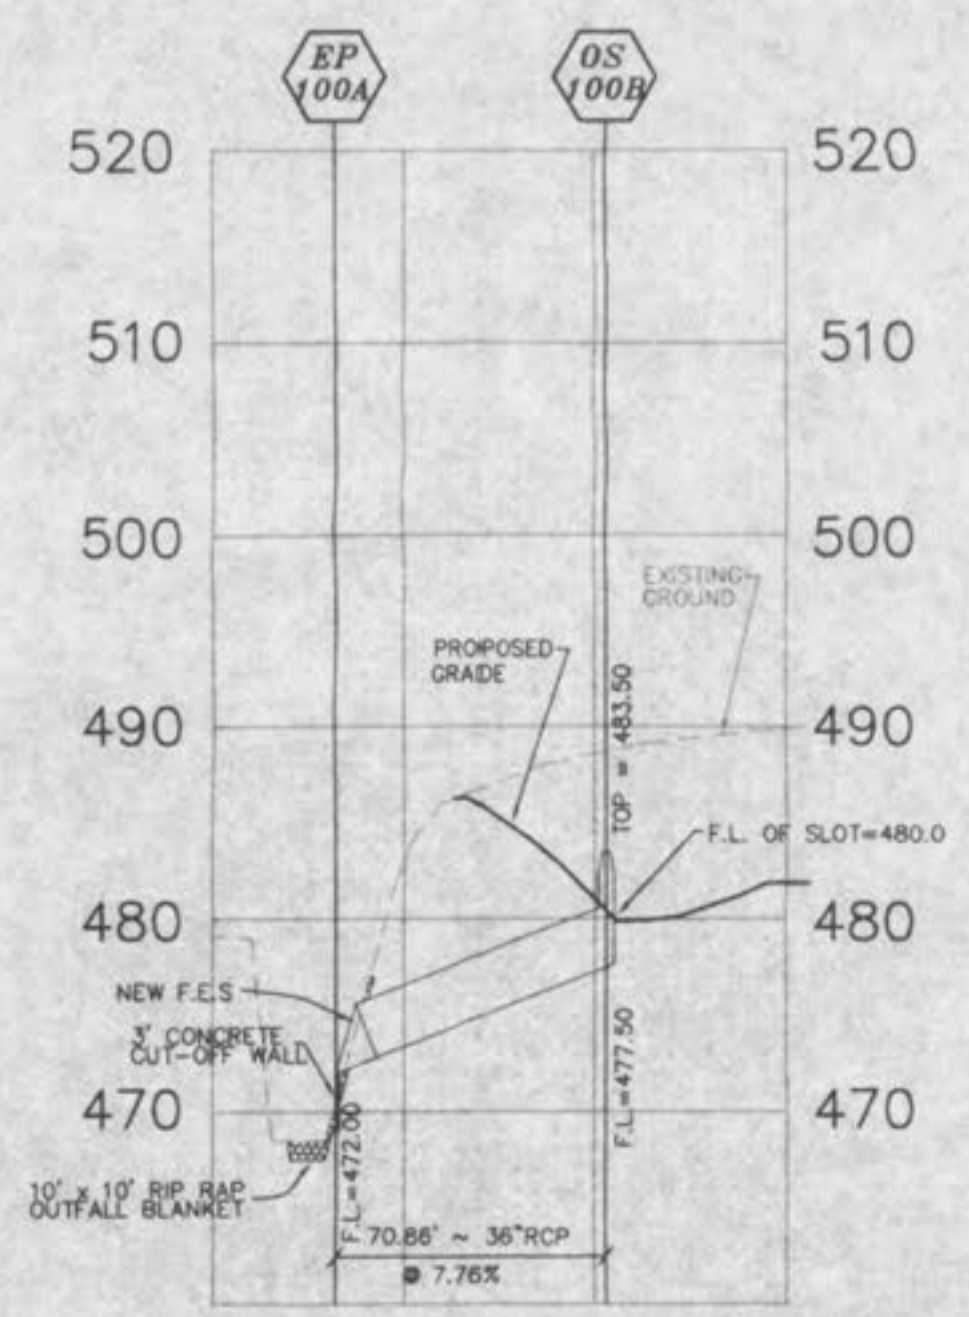 EP
100A
OS
100B
520
520
510
510
500
500
EXISTING
GROUND
PROPOSED
GRADE
TOP = 483.50
490
490
F.L. OF SLOT=480.0
480
480
NEW F.E.S
3' CONCRETE
CUT-OFF WALL
F.L.=477.50
470
470
F.L.=472.00
10' x 10' RIP RAP
OUTFALL BLANKET
70.86' ~ 36"RCP
@ 7.76%